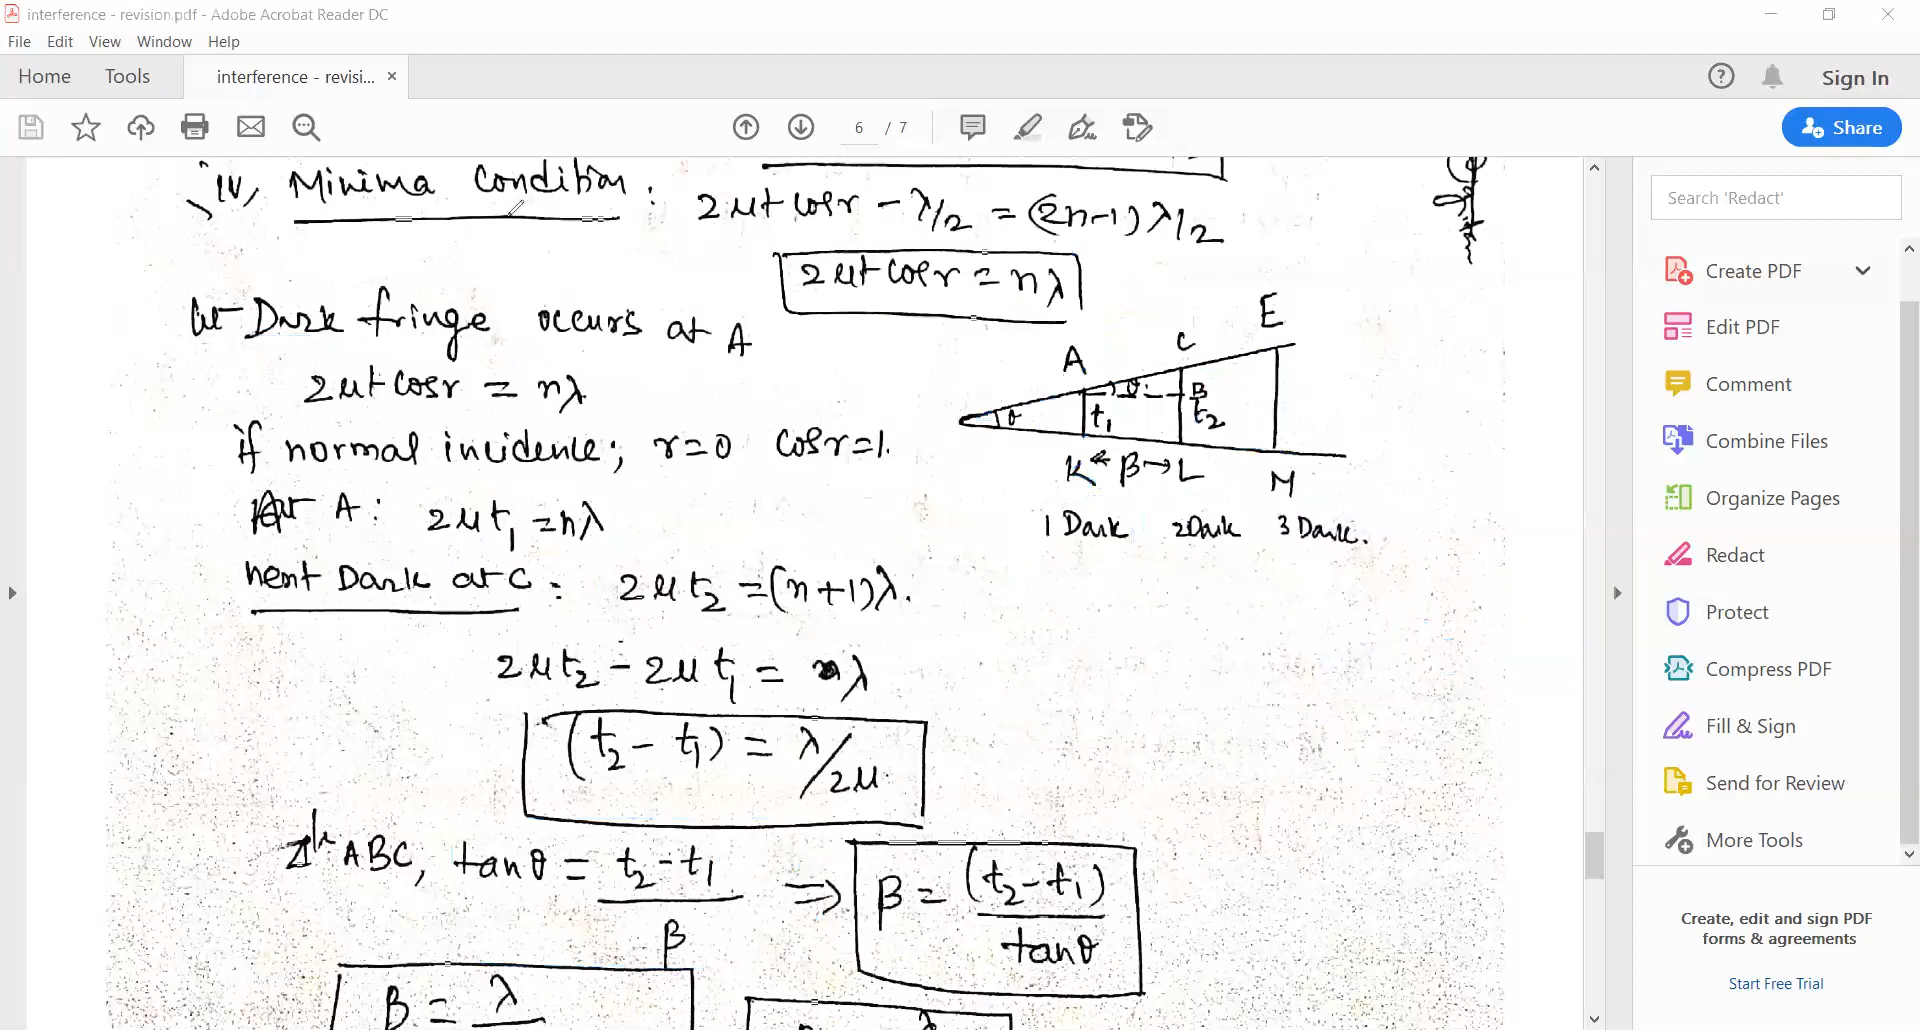 interference - revision.pdf - Adobe Acrobat Reader DC
File Edit View Window Help
Home Tools interference - revisi... × Sign In
6 / 7 Share
iv, Minima Condition : 2μt cosr - λ/2 = (2n-1) λ/2
2μt cosr = nλ
Let Dark fringe occurs at A
2μt cosr = nλ
if normal incidence; r=0 cosr=1.
At A: 2μt₁ = nλ
next Dark at C : 2μt₂ = (n+1)λ.
2μt₂ - 2μt₁ = λ
(t₂ - t₁) = λ/2μ
ABC, tanθ = t₂-t₁ / β ⇒ β = (t₂-t₁) / tanθ
β = λ
A C E
θ t₁ θ B t₂
K ← β → L M
1 Dark 2Dark 3 Dark.
Search 'Redact'
Create PDF
Edit PDF
Comment
Combine Files
Organize Pages
Redact
Protect
Compress PDF
Fill & Sign
Send for Review
More Tools
Create, edit and sign PDF
forms & agreements
Start Free Trial